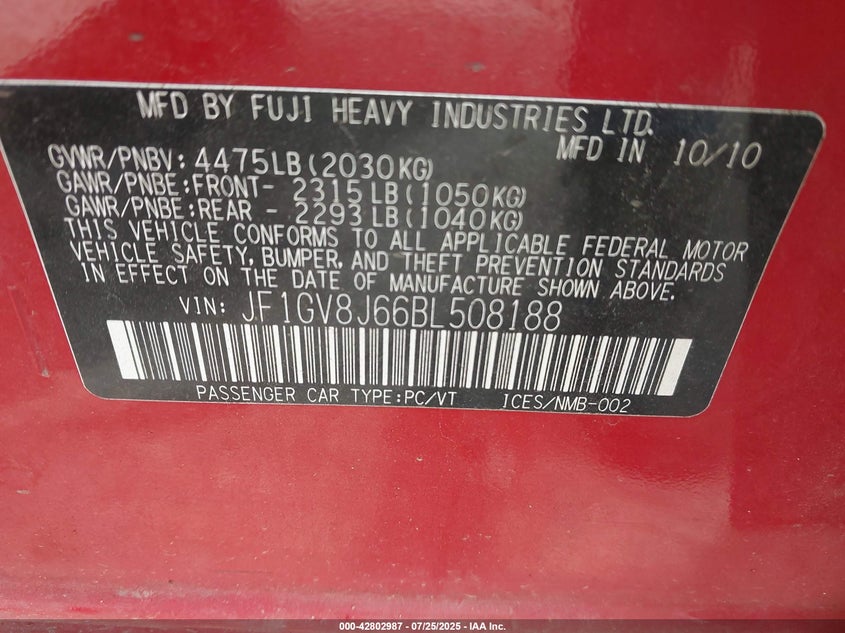 MFD BY FUJI HEAVY INDUSTRIES LTD.
GVWR/PNBV: 4475LB(2030KG) MFD IN 10/10
GAWR/PNBE:FRONT- 2315LB(1050KG)
GAWR/PNBE:REAR - 2293LB(1040KG)
THIS VEHICLE CONFORMS TO ALL APPLICABLE FEDERAL MOTOR
VEHICLE SAFETY, BUMPER, AND THEFT PREVENTION STANDARDS
IN EFFECT ON THE DATE OF MANUFACTURE SHOWN ABOVE.
VIN: JF1GV8J66BL508188
PASSENGER CAR TYPE:PC/VT ICES/NMB-002
000-42802987 - 07/25/2025 - IAA Inc.